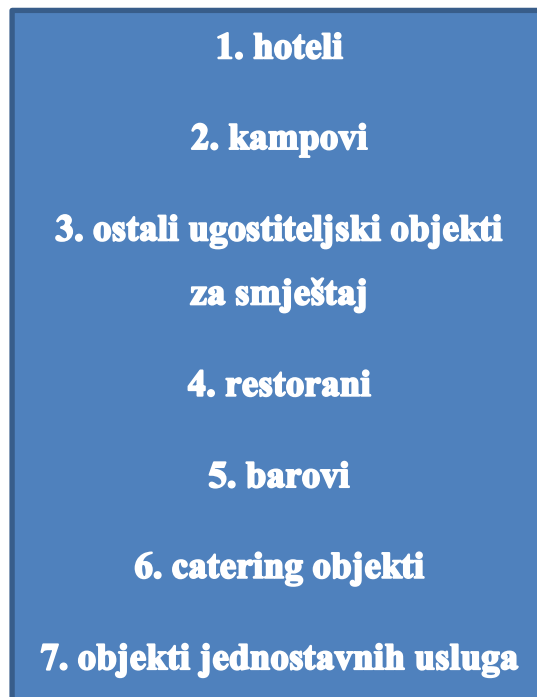 1. hoteli
2. kampovi
3. ostali ugostiteljski objekti
za smještaj
4. restorani
5. barovi
6. catering objekti
7. objekti jednostavnih usluga